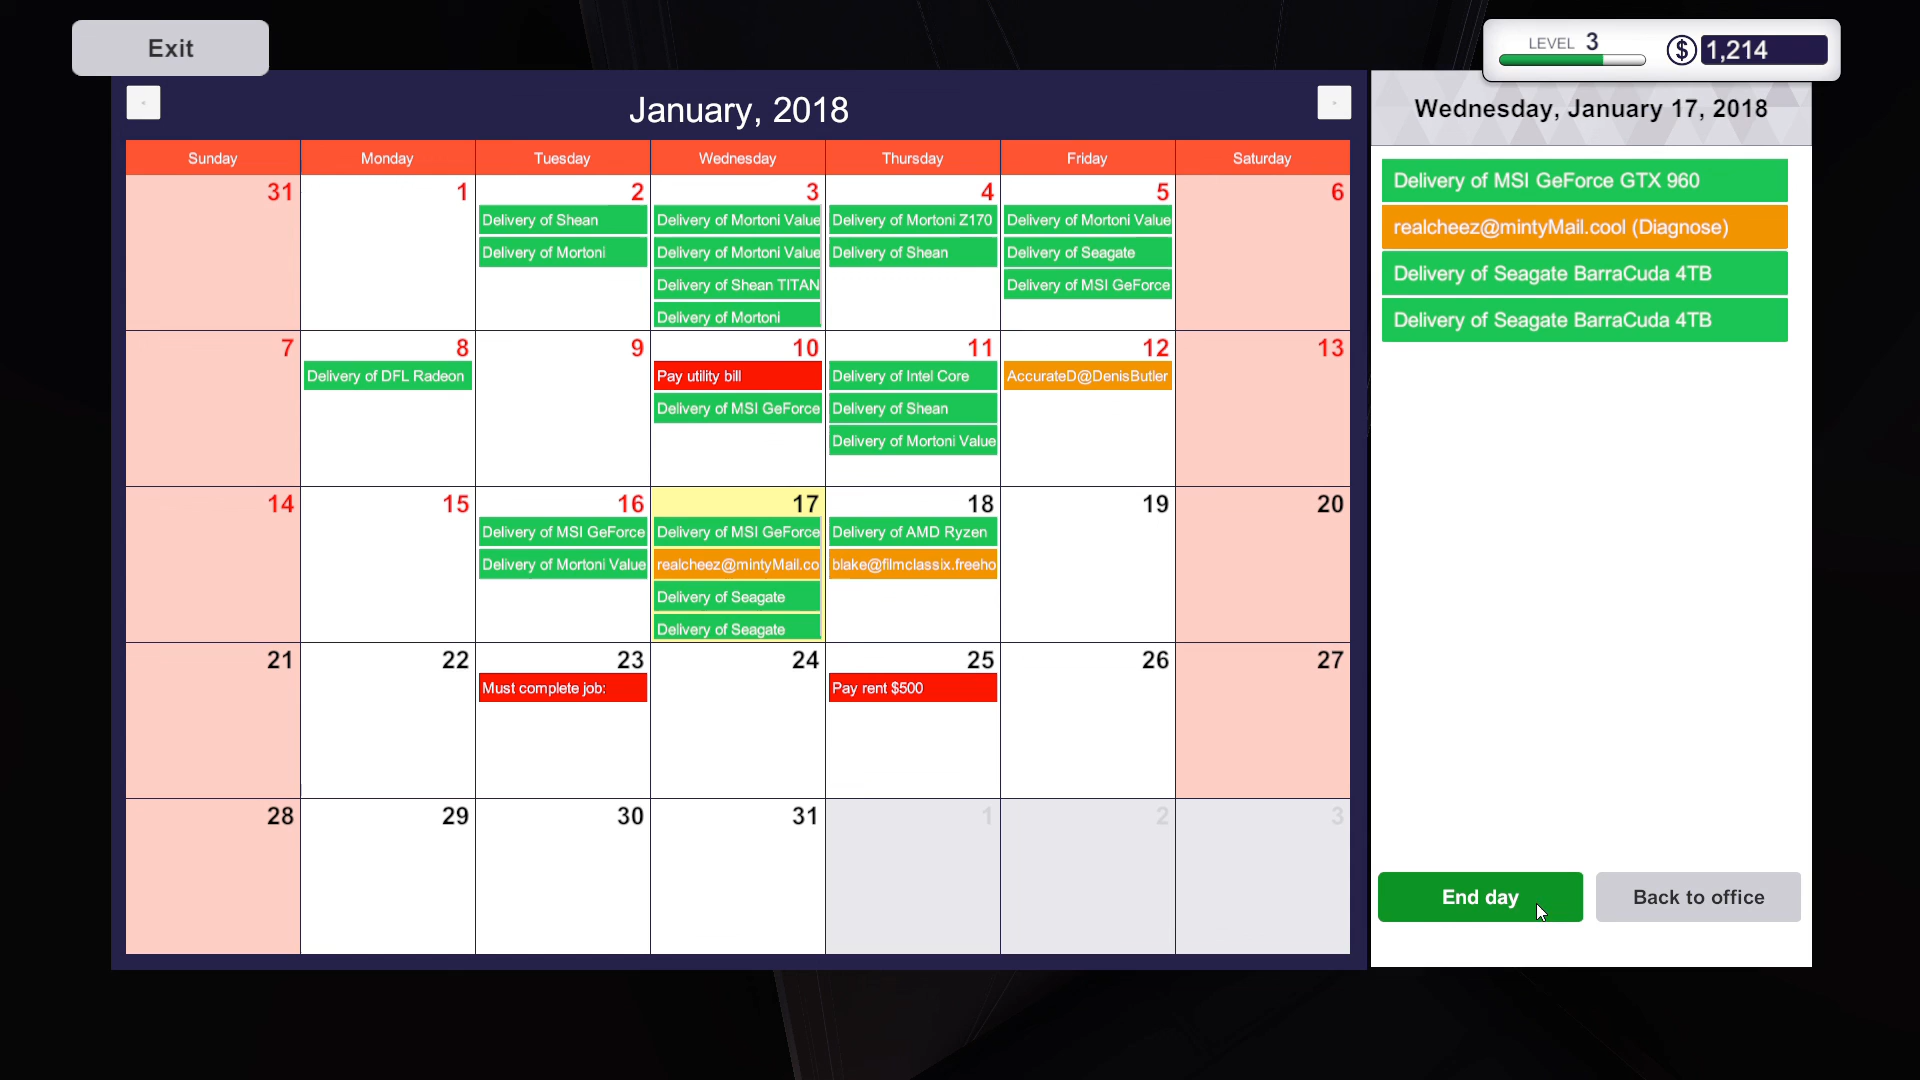 Exit
LEVEL 3
$ 1,214
January, 2018
Wednesday, January 17, 2018
Sunday Monday Tuesday Wednesday Thursday Friday Saturday
31 1 2 3 4 5 6
Delivery of Shean
Delivery of Mortoni
Delivery of Mortoni Value
Delivery of Mortoni Value
Delivery of Shean TITAN
Delivery of Mortoni
Delivery of Mortoni Z170
Delivery of Shean
Delivery of Mortoni Value
Delivery of Seagate
Delivery of MSI GeForce
7 8 9 10 11 12 13
Delivery of DFL Radeon
Pay utility bill
Delivery of MSI GeForce
Delivery of Intel Core
Delivery of Shean
Delivery of Mortoni Value
AccurateD@DenisButler
14 15 16 17 18 19 20
Delivery of MSI GeForce
Delivery of Mortoni Value
Delivery of MSI GeForce
realcheez@mintyMail.co
Delivery of Seagate
Delivery of Seagate
Delivery of AMD Ryzen
blake@filmclassix.freeho
21 22 23 24 25 26 27
Must complete job:
Pay rent $500
28 29 30 31 1 2 3
Delivery of MSI GeForce GTX 960
realcheez@mintyMail.cool (Diagnose)
Delivery of Seagate BarraCuda 4TB
Delivery of Seagate BarraCuda 4TB
End day
Back to office